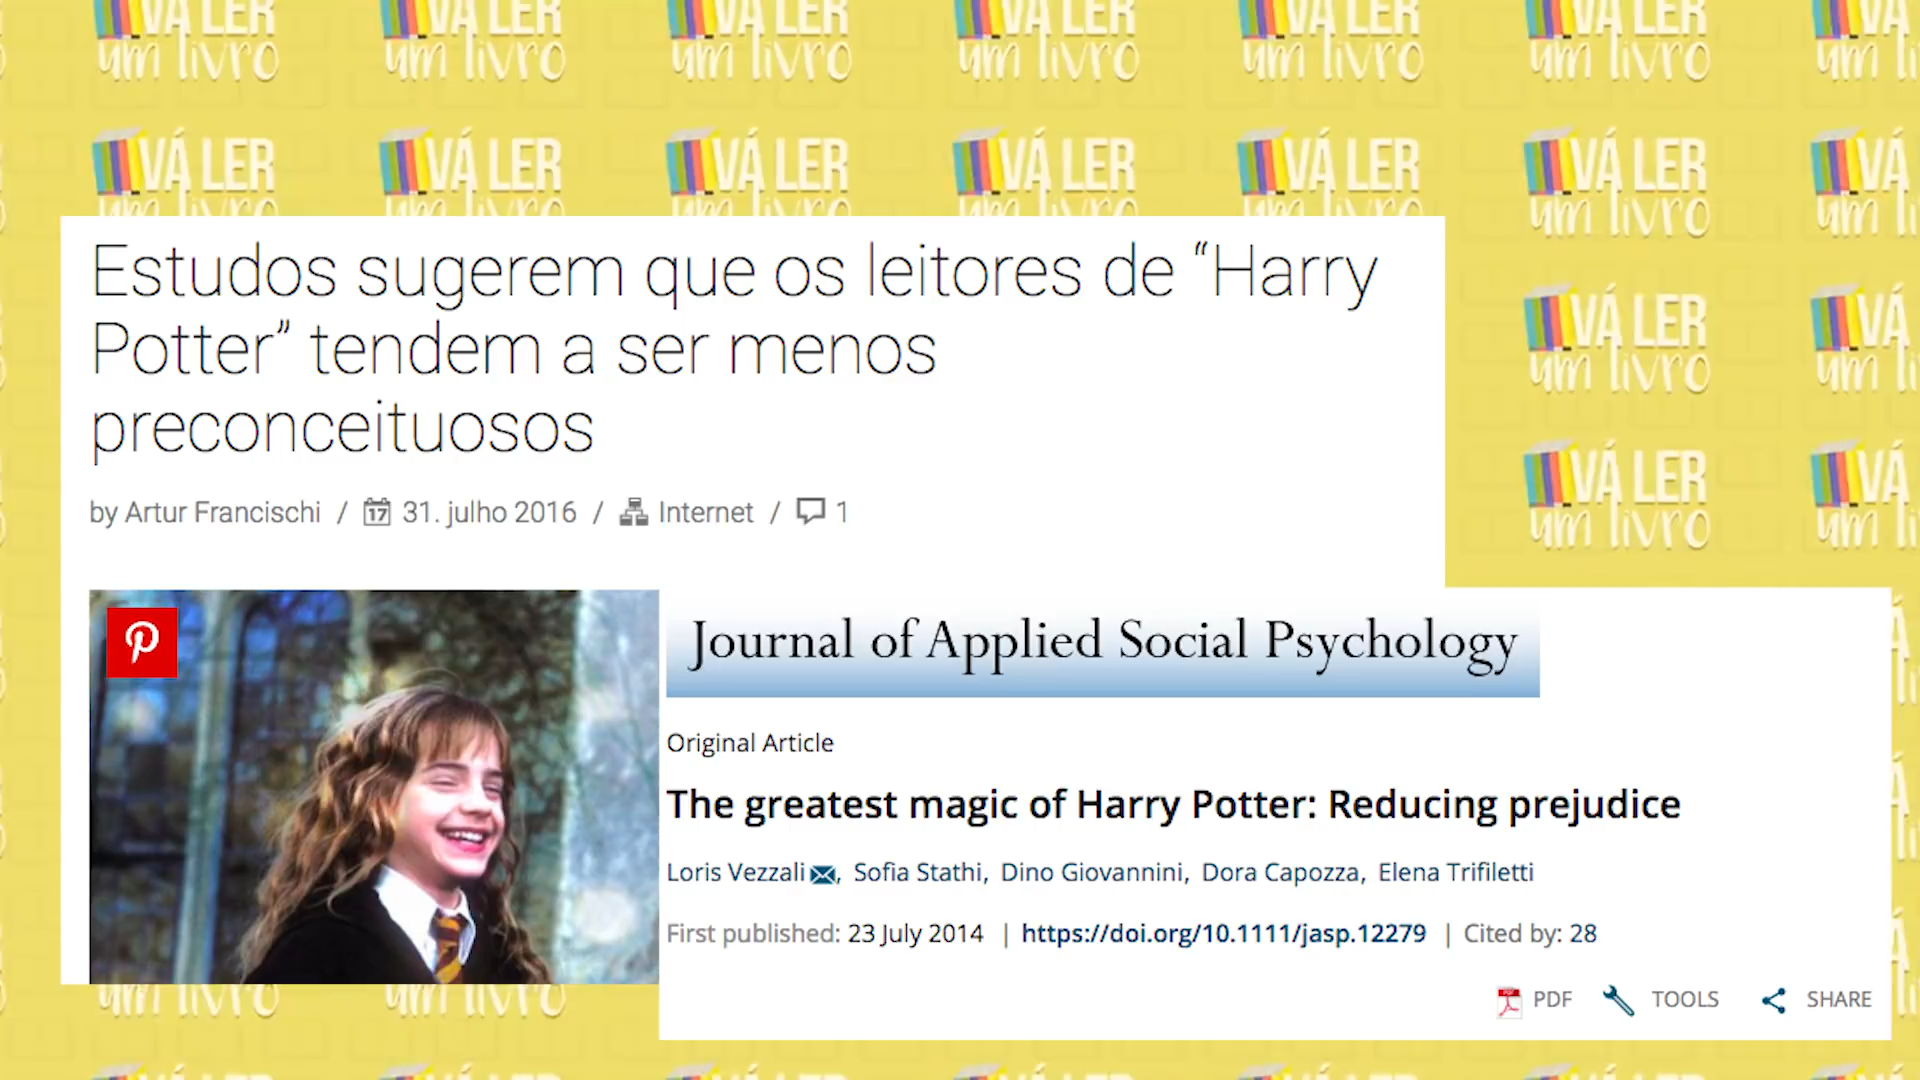 VÁ LER
um livro
Estudos sugerem que os leitores de “Harry
Potter” tendem a ser menos
preconceituosos
by Artur Francischi / 17 31. julho 2016 / Internet / 1
Journal of Applied Social Psychology
Original Article
The greatest magic of Harry Potter: Reducing prejudice
Loris Vezzali, Sofia Stathi, Dino Giovannini, Dora Capozza, Elena Trifiletti
First published: 23 July 2014 | https://doi.org/10.1111/jasp.12279 | Cited by: 28
PDF TOOLS SHARE